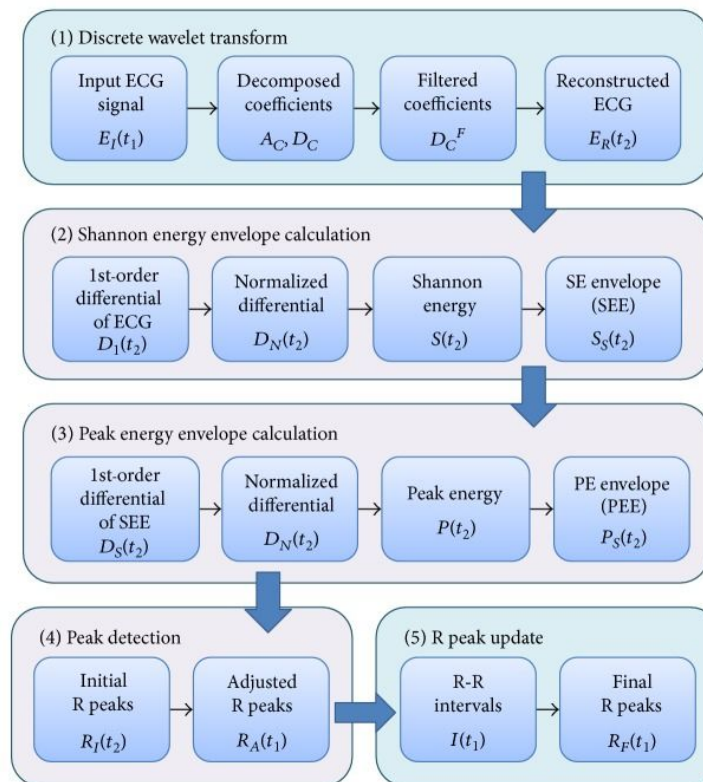 (1) Discrete wavelet transform
Input ECG
signal
E_I(t_1)
Decomposed
coefficients
A_C, D_C
Filtered
coefficients
D_C^F
Reconstructed
ECG
E_R(t_2)
(2) Shannon energy envelope calculation
1st-order
differential
of ECG
D_1(t_2)
Normalized
differential
D_N(t_2)
Shannon
energy
S(t_2)
SE envelope
(SEE)
S_S(t_2)
(3) Peak energy envelope calculation
1st-order
differential
of SEE
D_S(t_2)
Normalized
differential
D_N(t_2)
Peak energy
P(t_2)
PE envelope
(PEE)
P_S(t_2)
(4) Peak detection
Initial
R peaks
R_I(t_2)
Adjusted
R peaks
R_A(t_1)
(5) R peak update
R-R
intervals
I(t_1)
Final
R peaks
R_F(t_1)